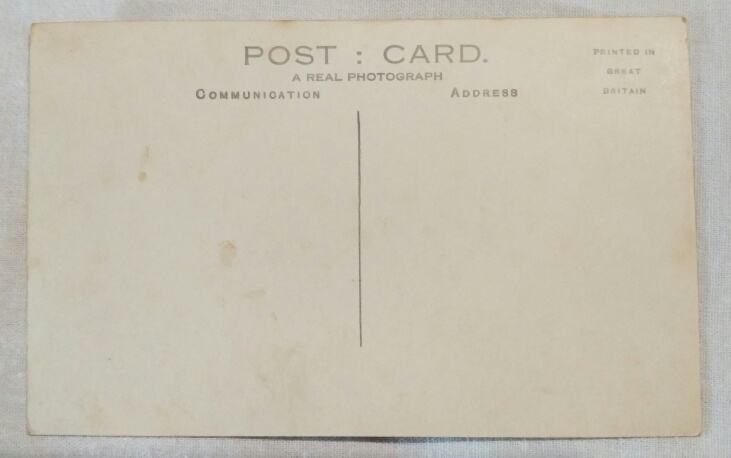 POST : CARD.
A REAL PHOTOGRAPH
COMMUNICATION
ADDRESS
PRINTED IN
GREAT
BRITAIN